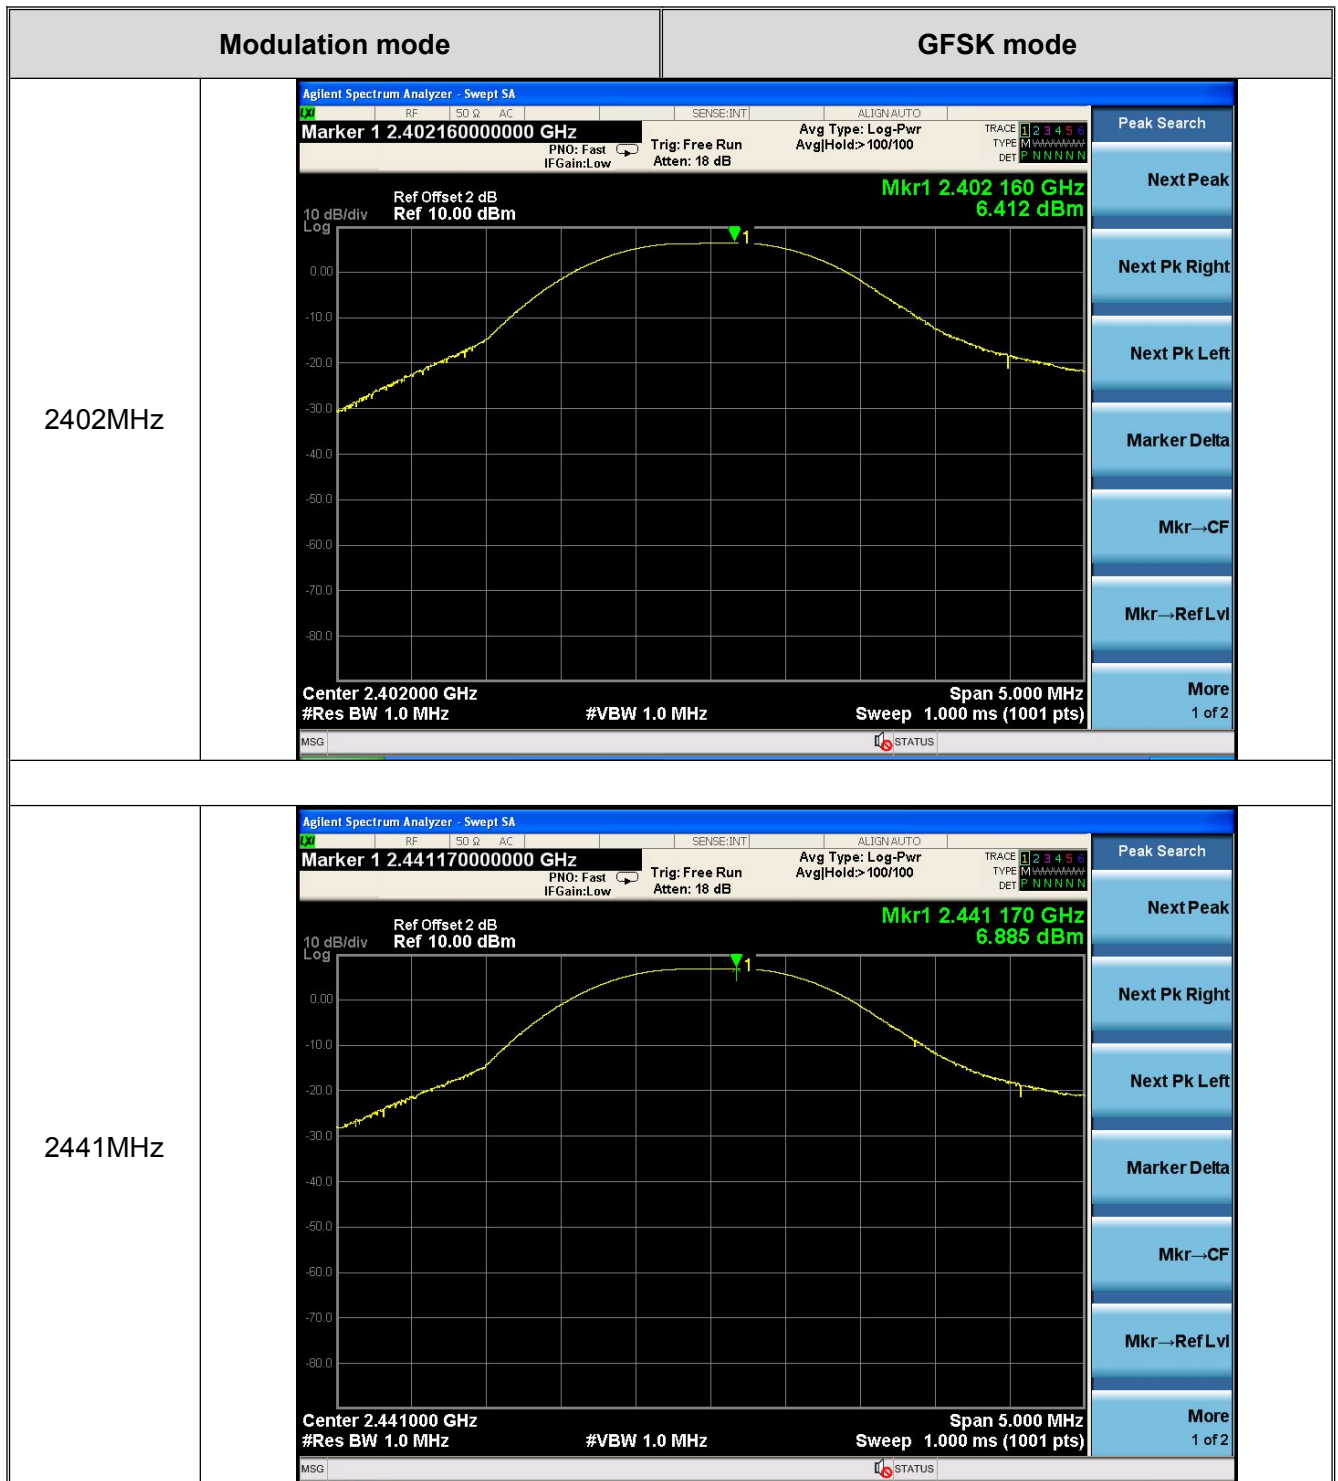 Modulation mode GFSK mode
2402MHz
Agilent Spectrum Analyzer - Swept SA
LXI RF 50 Ω AC SENSE:INT ALIGN AUTO
Marker 1 2.402160000000 GHz
PNO: Fast
IFGain:Low
Trig: Free Run
Atten: 18 dB
Avg Type: Log-Pwr
Avg|Hold:>100/100
TRACE 1 2 3 4 5 6
TYPE M WWWWW
DET P N N N N N
Mkr1 2.402 160 GHz
6.412 dBm
Ref Offset 2 dB
10 dB/div Ref 10.00 dBm
Log
1
0.00
-10.0
-20.0
-30.0
-40.0
-50.0
-60.0
-70.0
-80.0
Center 2.402000 GHz Span 5.000 MHz
#Res BW 1.0 MHz #VBW 1.0 MHz Sweep 1.000 ms (1001 pts)
MSG STATUS
Peak Search
Next Peak
Next Pk Right
Next Pk Left
Marker Delta
Mkr→CF
Mkr→Ref Lvl
More
1 of 2
2441MHz
Agilent Spectrum Analyzer - Swept SA
LXI RF 50 Ω AC SENSE:INT ALIGN AUTO
Marker 1 2.441170000000 GHz
PNO: Fast
IFGain:Low
Trig: Free Run
Atten: 18 dB
Avg Type: Log-Pwr
Avg|Hold:>100/100
TRACE 1 2 3 4 5 6
TYPE M WWWWW
DET P N N N N N
Mkr1 2.441 170 GHz
6.885 dBm
Ref Offset 2 dB
10 dB/div Ref 10.00 dBm
Log
1
0.00
-10.0
-20.0
-30.0
-40.0
-50.0
-60.0
-70.0
-80.0
Center 2.441000 GHz Span 5.000 MHz
#Res BW 1.0 MHz #VBW 1.0 MHz Sweep 1.000 ms (1001 pts)
MSG STATUS
Peak Search
Next Peak
Next Pk Right
Next Pk Left
Marker Delta
Mkr→CF
Mkr→Ref Lvl
More
1 of 2